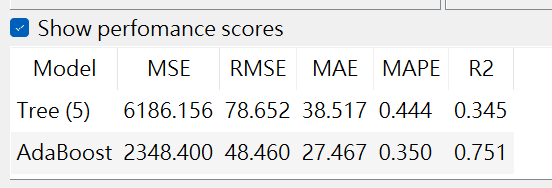 Show perfomance scores
Model MSE RMSE MAE MAPE R2
Tree (5) 6186.156 78.652 38.517 0.444 0.345
AdaBoost 2348.400 48.460 27.467 0.350 0.751